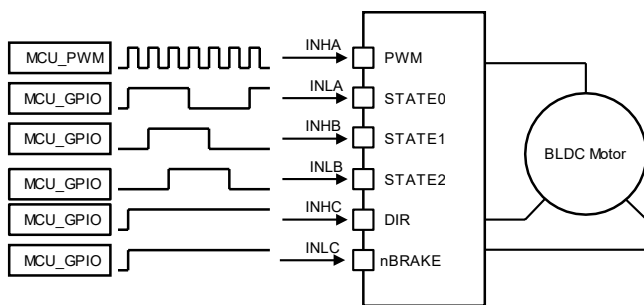 MCU_PWM INHA PWM
MCU_GPIO INLA STATE0
MCU_GPIO INHB STATE1
MCU_GPIO INLB STATE2
MCU_GPIO INHC DIR
MCU_GPIO INLC nBRAKE
BLDC Motor